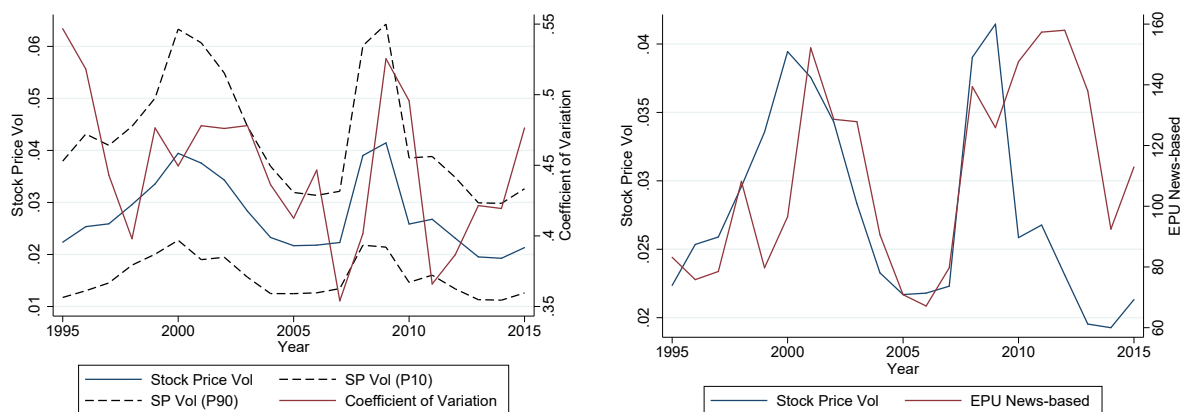 .06
.05
.04
.03
.02
.01
Stock Price Vol
.55
.5
.45
.4
.35
Coefficient of Variation
1995 2000 2005 2010 2015
Year
Stock Price Vol SP Vol (P10)
SP Vol (P90) Coefficient of Variation
.04
.035
.03
.025
.02
Stock Price Vol
160
140
120
100
80
60
EPU News-based
1995 2000 2005 2010 2015
Year
Stock Price Vol EPU News-based